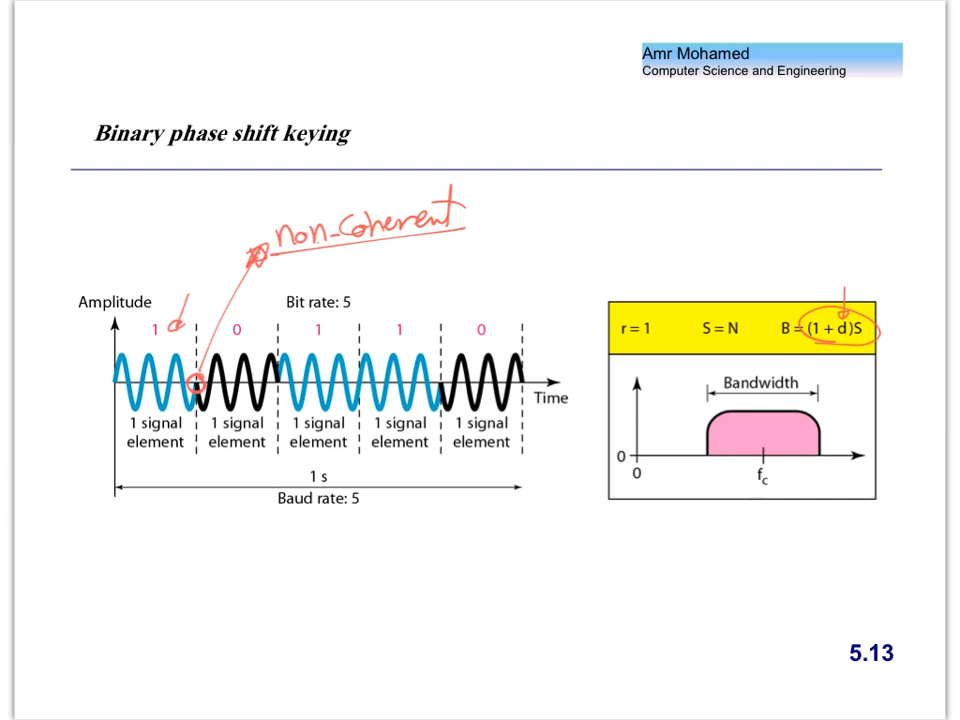 Amr Mohamed
Computer Science and Engineering
Binary phase shift keying
non-Coherent
Amplitude
Bit rate: 5
1 0 1 1 0
r = 1 S = N B = (1 + d)S
Bandwidth
Time
1 signal element
1 signal element
1 signal element
1 signal element
1 signal element
0
0
fc
1 s
Baud rate: 5
5.13